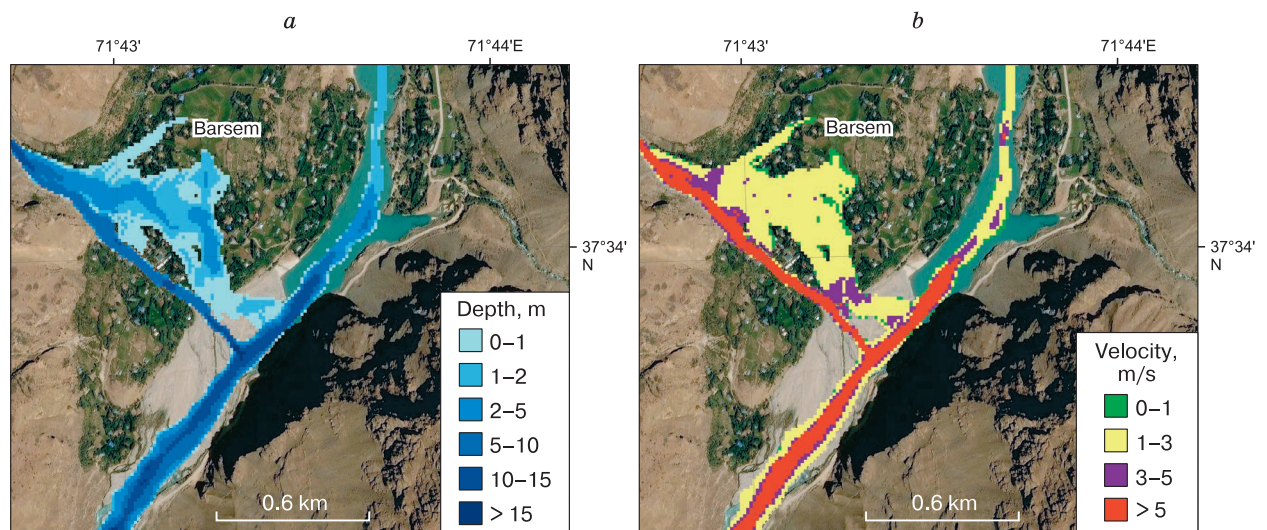 a
71°43'
71°44'E
Barsem
37°34'
N
Depth, m
0–1
1–2
2–5
5–10
10–15
> 15
0.6 km
b
71°43'
71°44'E
Barsem
37°34'
N
Velocity,
m/s
0–1
1–3
3–5
> 5
0.6 km